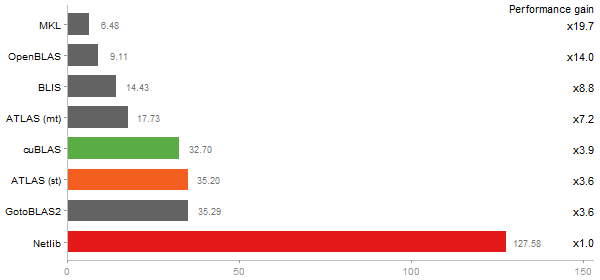 Performance gain
MKL 6.48 x19.7
OpenBLAS 9.11 x14.0
BLIS 14.43 x8.8
ATLAS (mt) 17.73 x7.2
cuBLAS 32.70 x3.9
ATLAS (st) 35.20 x3.6
GotoBLAS2 35.29 x3.6
Netlib 127.58 x1.0
0 50 100 150